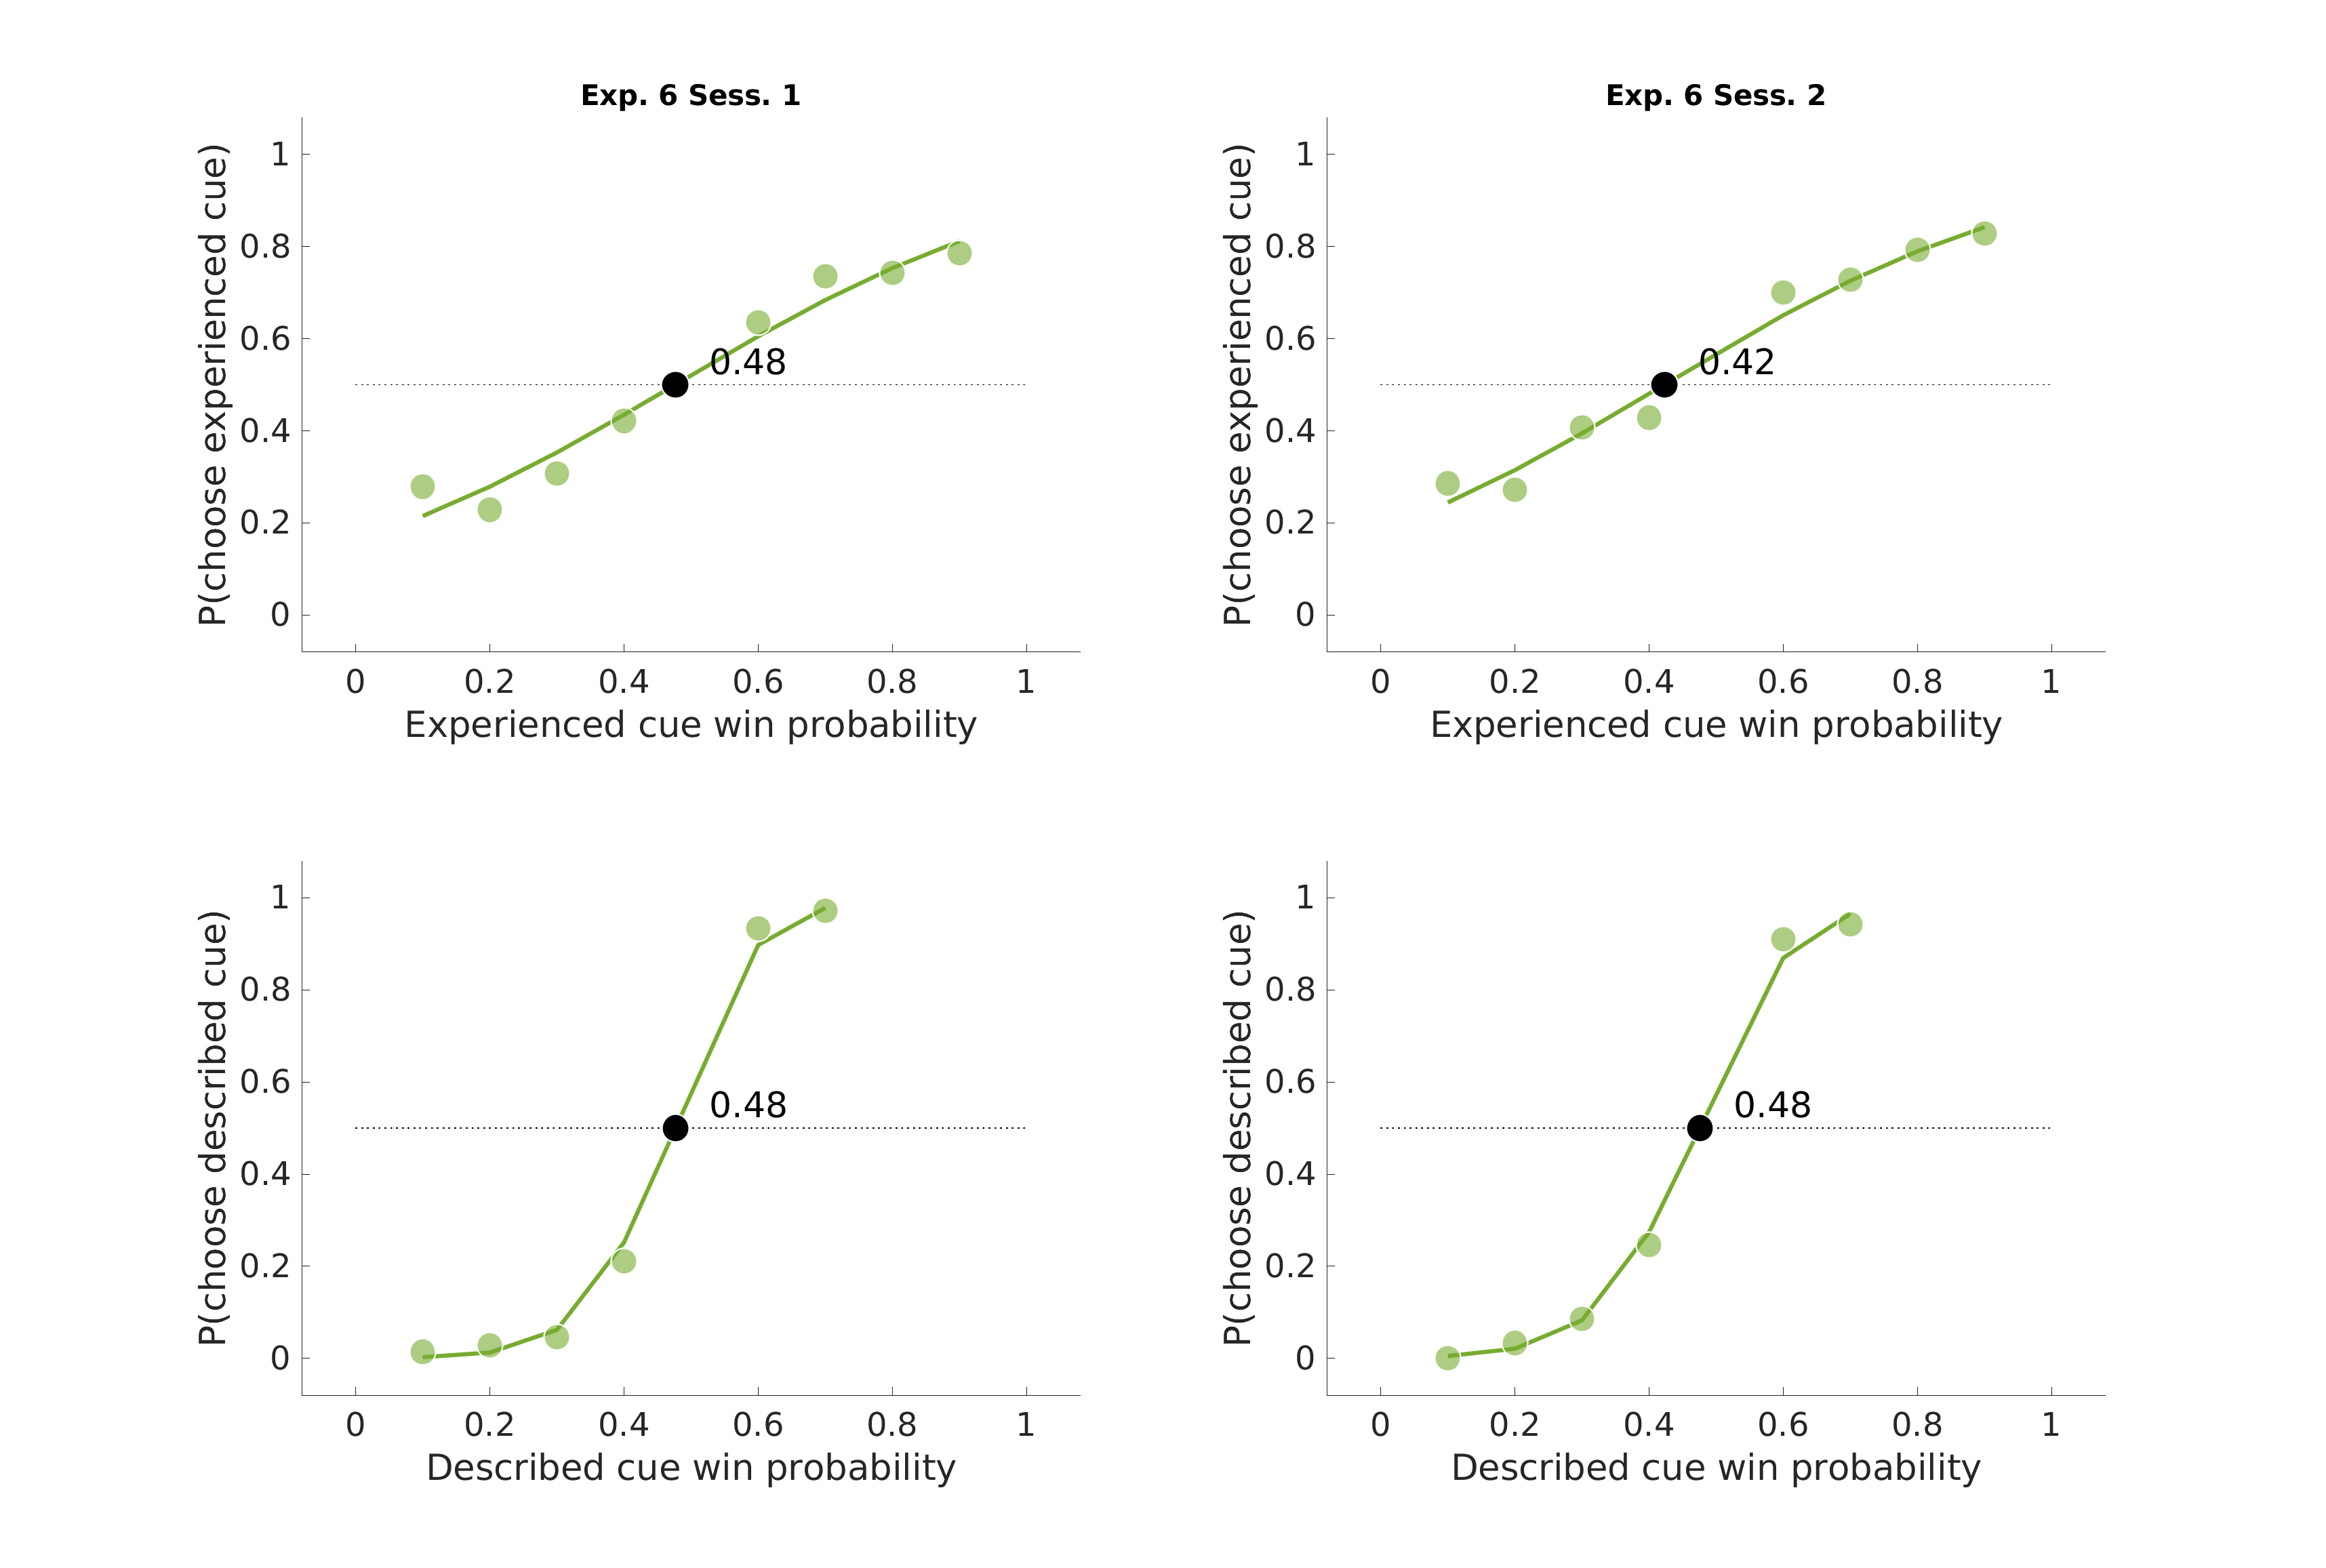 Exp. 6 Sess. 1
P(choose experienced cue)
1
0.8
0.6
0.4
0.2
0
0.48
0 0.2 0.4 0.6 0.8 1
Experienced cue win probability
Exp. 6 Sess. 2
P(choose experienced cue)
1
0.8
0.6
0.4
0.2
0
0.42
0 0.2 0.4 0.6 0.8 1
Experienced cue win probability
P(choose described cue)
1
0.8
0.6
0.4
0.2
0
0.48
0 0.2 0.4 0.6 0.8 1
Described cue win probability
P(choose described cue)
1
0.8
0.6
0.4
0.2
0
0.48
0 0.2 0.4 0.6 0.8 1
Described cue win probability